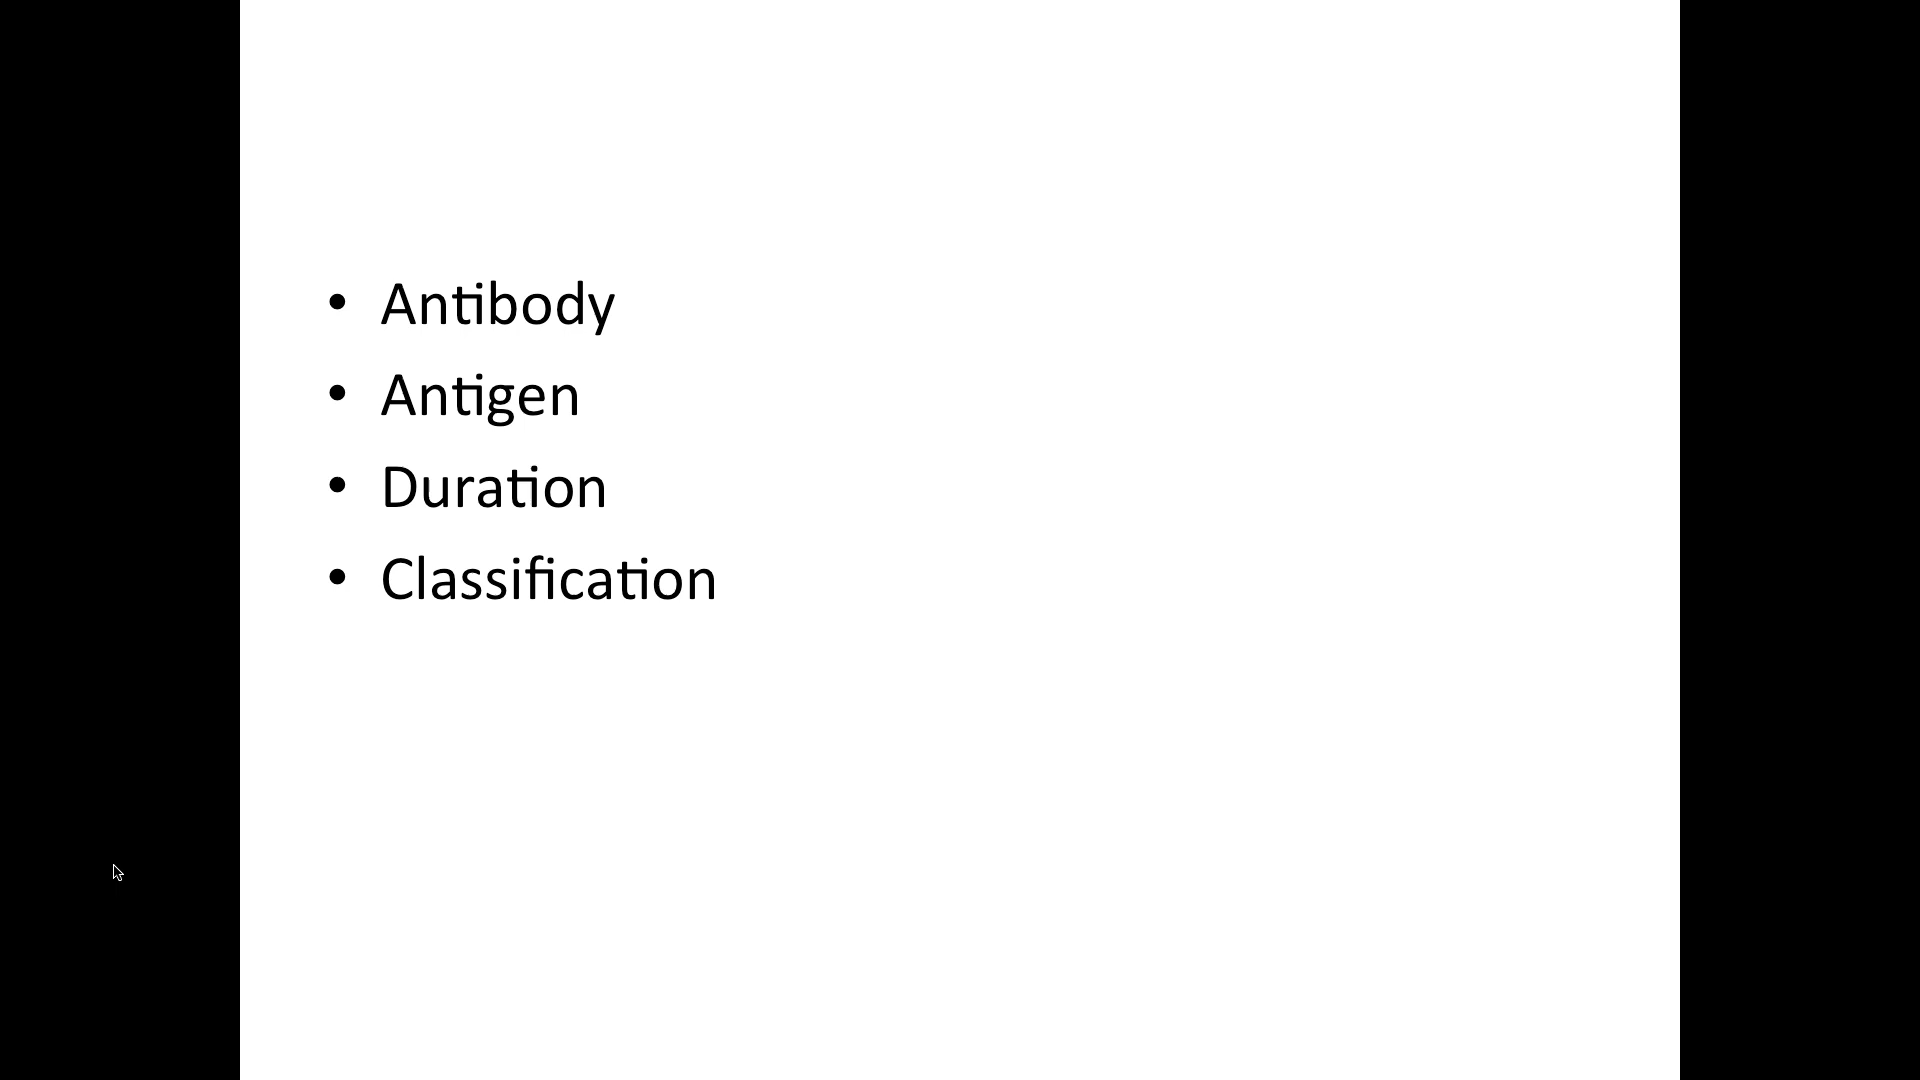 • Antibody
• Antigen
• Duration
• Classification